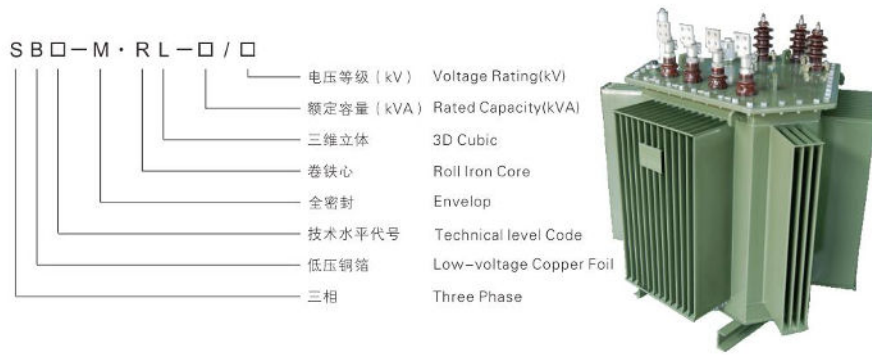 SB□-M·RL-□/□
电压等级（kV） Voltage Rating(kV)
额定容量（kVA） Rated Capacity(kVA)
三维立体 3D Cubic
卷铁心 Roll Iron Core
全密封 Envelop
技术水平代号 Technical level Code
低压铜箔 Low-voltage Copper Foil
三相 Three Phase